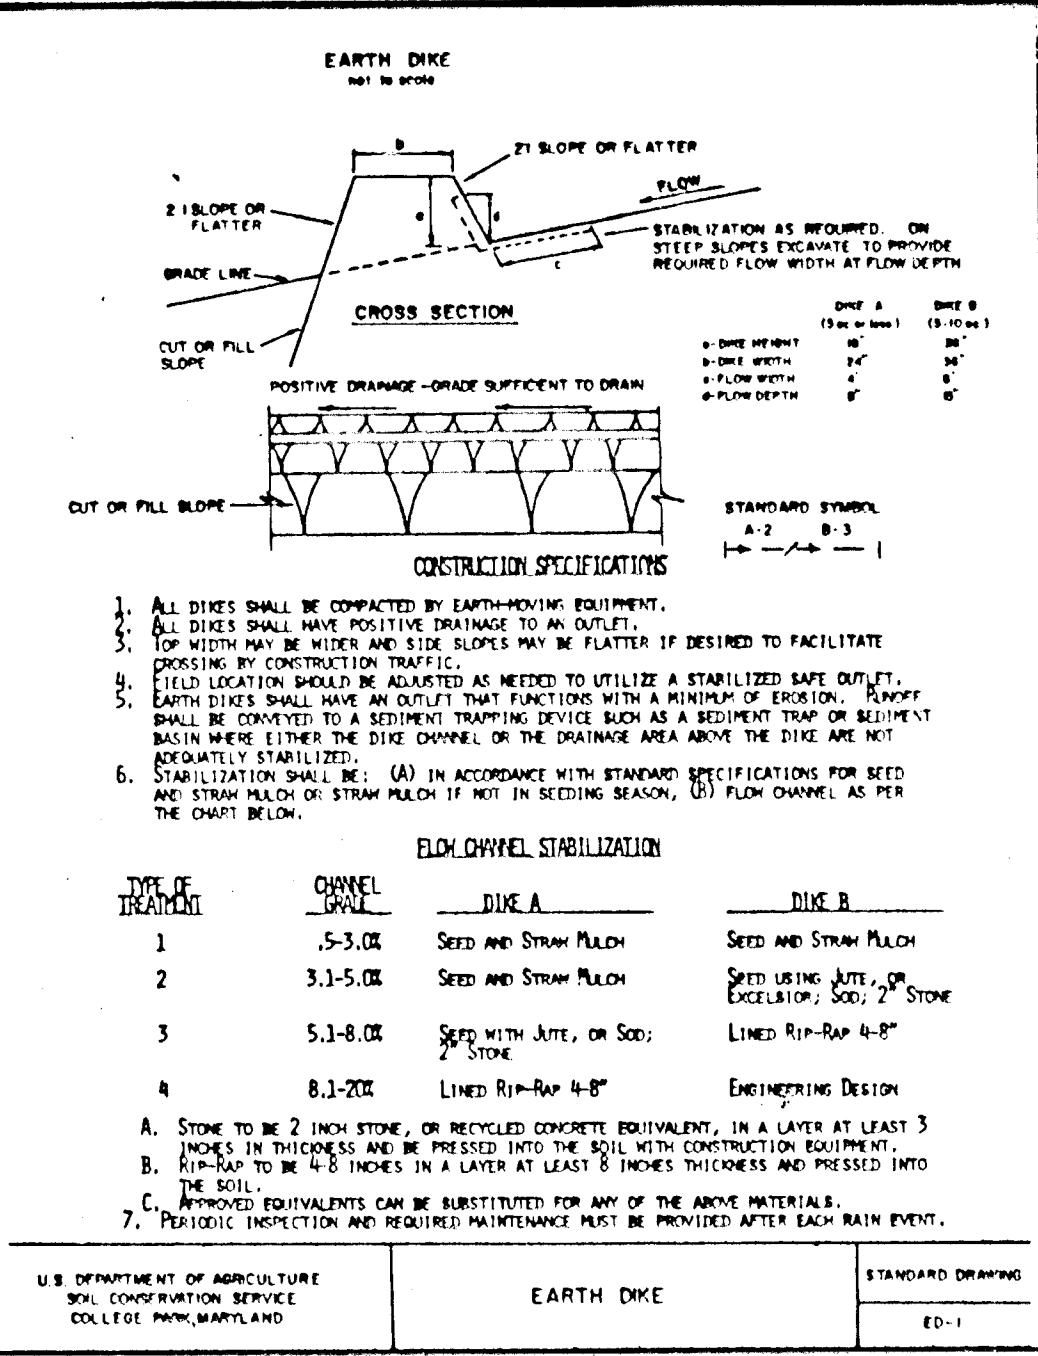 EARTH DIKE
not to scale
b
2:1 SLOPE OR FLATTER
FLOW
2:1 SLOPE OR
FLATTER
a
d
STABILIZATION AS REQUIRED. ON
STEEP SLOPES EXCAVATE TO PROVIDE
REQUIRED FLOW WIDTH AT FLOW DEPTH
c
GRADE LINE
CROSS SECTION
CUT OR FILL
SLOPE
DIKE A DIKE B
(5 ac or less) (5-10 ac)
a-DIKE HEIGHT 18"
b-DIKE WIDTH 24" 36"
c-FLOW WIDTH 4'
d-FLOW DEPTH 8"
POSITIVE DRAINAGE-GRADE SUFFICENT TO DRAIN
CUT OR FILL SLOPE
STANDARD SYMBOL
A-2 B-3
CONSTRUCTION SPECIFICATIONS
1. ALL DIKES SHALL BE COMPACTED BY EARTH-MOVING EQUIPMENT.
2. ALL DIKES SHALL HAVE POSITIVE DRAINAGE TO AN OUTLET.
3. TOP WIDTH MAY BE WIDER AND SIDE SLOPES MAY BE FLATTER IF DESIRED TO FACILITATE
CROSSING BY CONSTRUCTION TRAFFIC.
4. FIELD LOCATION SHOULD BE ADJUSTED AS NEEDED TO UTILIZE A STABILIZED SAFE OUTLET.
5. EARTH DIKES SHALL HAVE AN OUTLET THAT FUNCTIONS WITH A MINIMUM OF EROSION. RUNOFF
SHALL BE CONVEYED TO A SEDIMENT TRAPPING DEVICE SUCH AS A SEDIMENT TRAP OR SEDIMENT
BASIN WHERE EITHER THE DIKE CHANNEL OR THE DRAINAGE AREA ABOVE THE DIKE ARE NOT
ADEQUATELY STABILIZED.
6. STABILIZATION SHALL BE: (A) IN ACCORDANCE WITH STANDARD SPECIFICATIONS FOR SEED
AND STRAW MULCH OR STRAW MULCH IF NOT IN SEEDING SEASON, (B) FLOW CHANNEL AS PER
THE CHART BELOW.
FLOW CHANNEL STABILIZATION
TYPE OF TREATMENT CHANNEL GRADE DIKE A DIKE B
1 .5-3.0% SEED AND STRAW MULCH SEED AND STRAW MULCH
2 3.1-5.0% SEED AND STRAW MULCH SEED USING JUTE, OR
EXCELSIOR; SOD; 2" STONE
3 5.1-8.0% SEED WITH JUTE, OR SOD; LINED RIP-RAP 4-8"
2" STONE
4 8.1-20% LINED RIP-RAP 4-8" ENGINEERING DESIGN
A. STONE TO BE 2 INCH STONE, OR RECYCLED CONCRETE EQUIVALENT, IN A LAYER AT LEAST 3
INCHES IN THICKNESS AND BE PRESSED INTO THE SOIL WITH CONSTRUCTION EQUIPMENT.
B. RIP-RAP TO BE 4-8 INCHES IN A LAYER AT LEAST 8 INCHES THICKNESS AND PRESSED INTO
THE SOIL.
C. APPROVED EQUIVALENTS CAN BE SUBSTITUTED FOR ANY OF THE ABOVE MATERIALS.
7. PERIODIC INSPECTION AND REQUIRED MAINTENANCE MUST BE PROVIDED AFTER EACH RAIN EVENT.
U.S. DEPARTMENT OF AGRICULTURE
SOIL CONSERVATION SERVICE
COLLEGE PARK, MARYLAND
EARTH DIKE
STANDARD DRAWING
ED-1